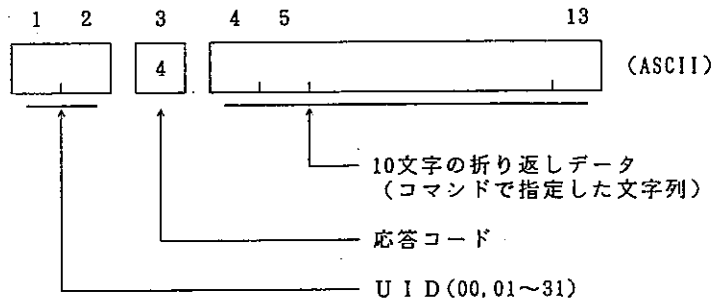 1 2 3 4 5 13
4 (ASCII)
10文字の折り返しデータ
(コマンドで指定した文字列)
応答コード
UID(00,01~31)